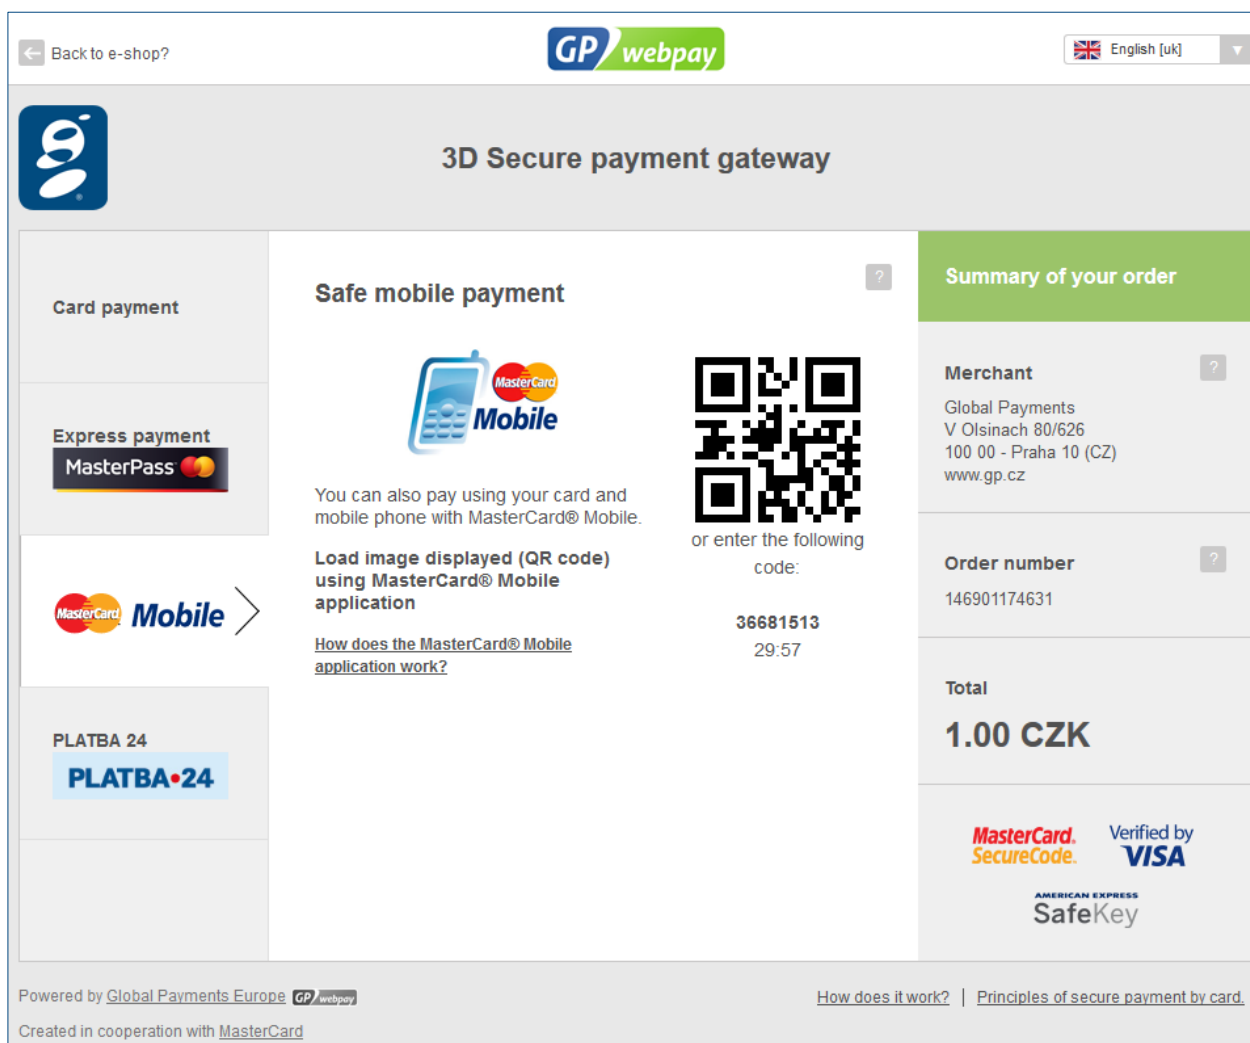 Back to e-shop?
GP webpay
English [uk]
3D Secure payment gateway
Card payment
Express payment
MasterPass
MasterCard Mobile
PLATBA 24
PLATBA 24
Safe mobile payment
?
MasterCard
Mobile
You can also pay using your card and
mobile phone with MasterCard® Mobile.
Load image displayed (QR code)
using MasterCard® Mobile
application
How does the MasterCard® Mobile
application work?
or enter the following
code:
36681513
29:57
Summary of your order
Merchant
?
Global Payments
V Olsinach 80/626
100 00 - Praha 10 (CZ)
www.gp.cz
Order number
?
146901174631
Total
1.00 CZK
MasterCard.
SecureCode.
Verified by
VISA
AMERICAN EXPRESS
SafeKey
Powered by Global Payments Europe GP webpay
How does it work? | Principles of secure payment by card.
Created in cooperation with MasterCard